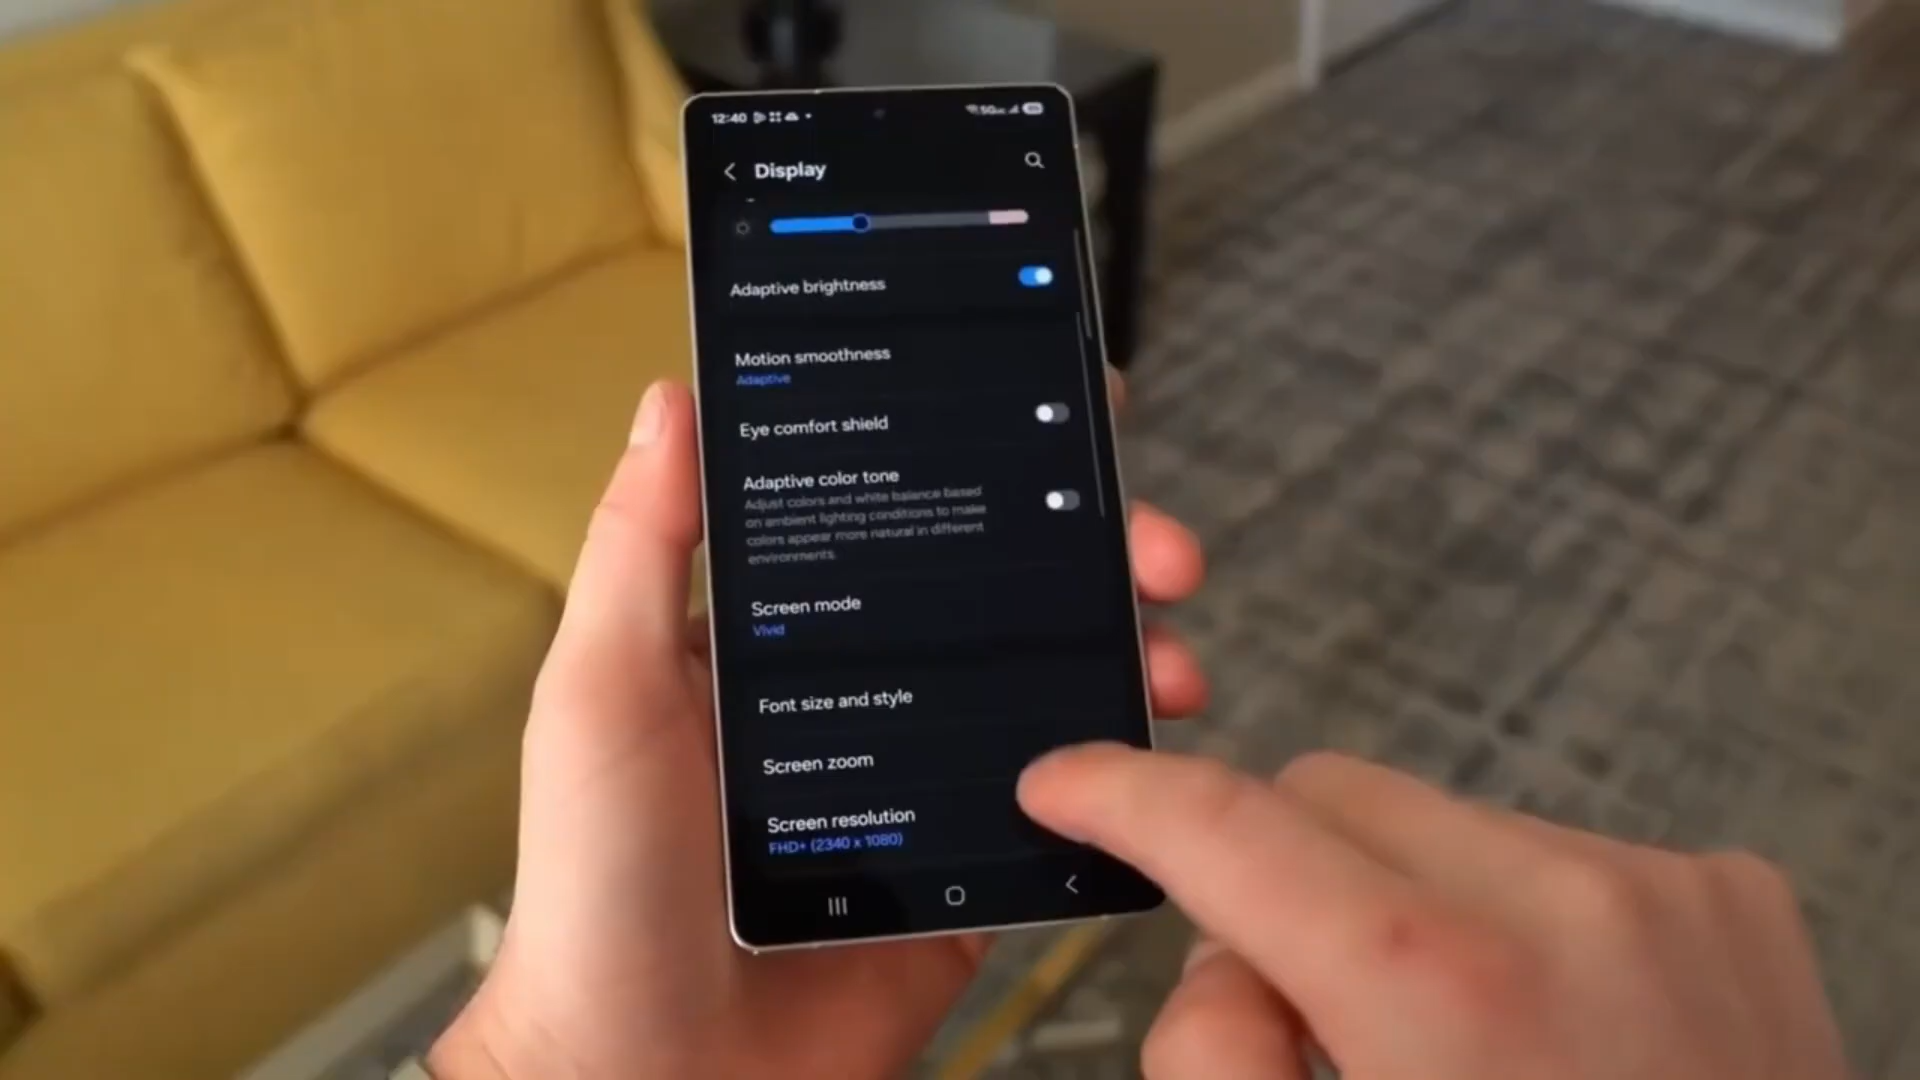 12:40
5G
Display
Adaptive brightness
Motion smoothness
Adaptive
Eye comfort shield
Adaptive color tone
Adjust colors and white balance based
on ambient lighting conditions to make
colors appear more natural in different
environments.
Screen mode
Vivid
Font size and style
Screen zoom
Screen resolution
FHD+ (2340 x 1080)